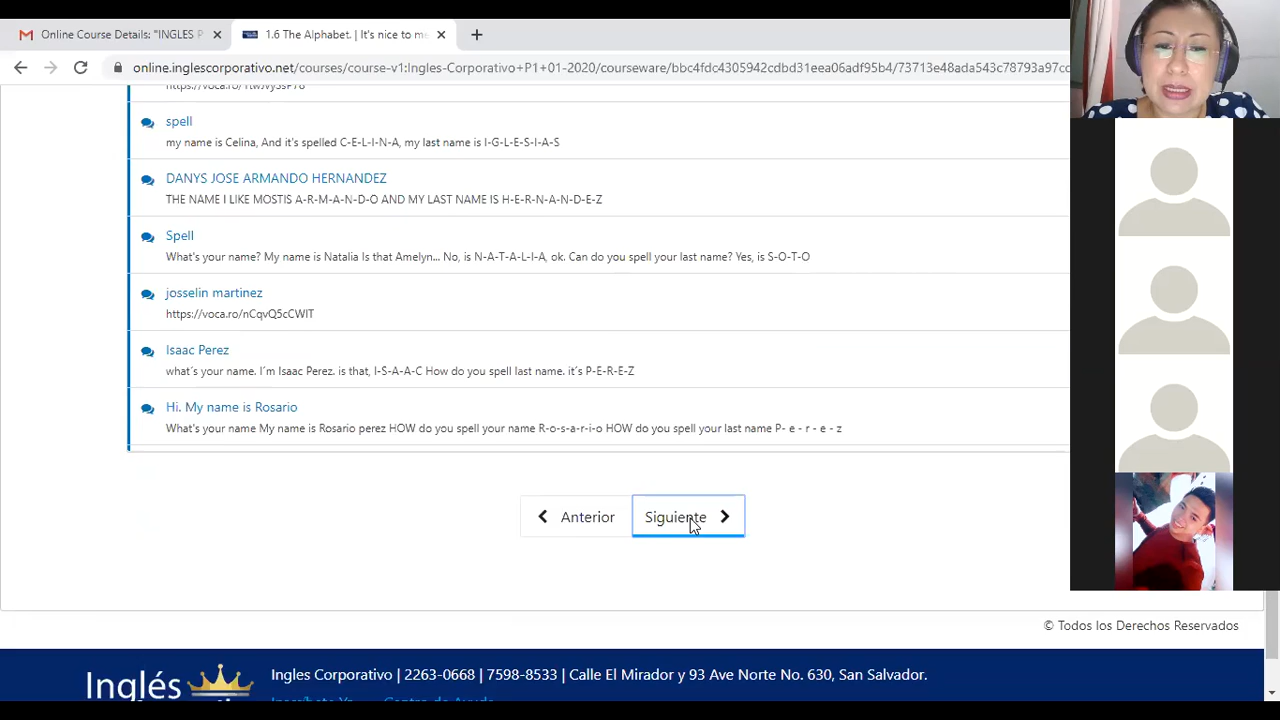 Online Course Details: "INGLES P
1.6 The Alphabet. | It's nice to me
online.inglescorporativo.net/courses/course-v1:Ingles-Corporativo+P1+01-2020/courseware/bbc4fdc4305942cdbd31eea06adf95b4/73713e48ada543c78793a97cc
spell
my name is Celina, And it's spelled C-E-L-I-N-A, my last name is I-G-L-E-S-I-A-S
DANYS JOSE ARMANDO HERNANDEZ
THE NAME I LIKE MOSTIS A-R-M-A-N-D-O AND MY LAST NAME IS H-E-R-N-A-N-D-E-Z
Spell
What's your name? My name is Natalia Is that Amelyn... No, is N-A-T-A-L-I-A, ok. Can do you spell your last name? Yes, is S-O-T-O
josselin martinez
https://voca.ro/nCqvQ5cCWIT
Isaac Perez
what's your name. I´m Isaac Perez. is that, I-S-A-A-C How do you spell last name. it's P-E-R-E-Z
Hi. My name is Rosario
What's your name My name is Rosario perez HOW do you spell your name R-o-s-a-r-i-o HOW do you spell your last name P- e - r - e - z
Anterior Siguiente
© Todos los Derechos Reservados
Inglés
Ingles Corporativo | 2263-0668 | 7598-8533 | Calle El Mirador y 93 Ave Norte No. 630, San Salvador.